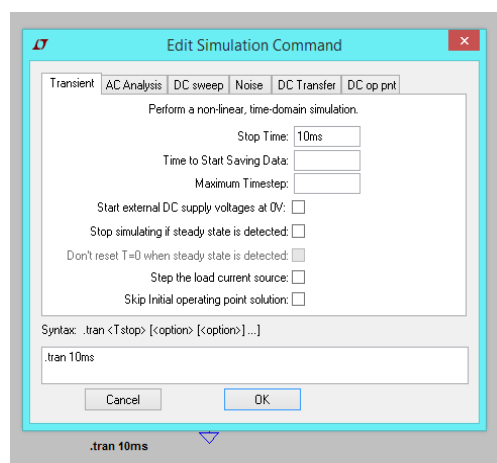 Edit Simulation Command
Transient AC Analysis DC sweep Noise DC Transfer DC op pnt
Perform a non-linear, time-domain simulation.
Stop Time: 10ms
Time to Start Saving Data:
Maximum Timestep:
Start external DC supply voltages at 0V:
Stop simulating if steady state is detected:
Don't reset T=0 when steady state is detected:
Step the load current source:
Skip Initial operating point solution:
Syntax: .tran <Tstop> [<option> [<option>] ...]
.tran 10ms
Cancel OK
.tran 10ms